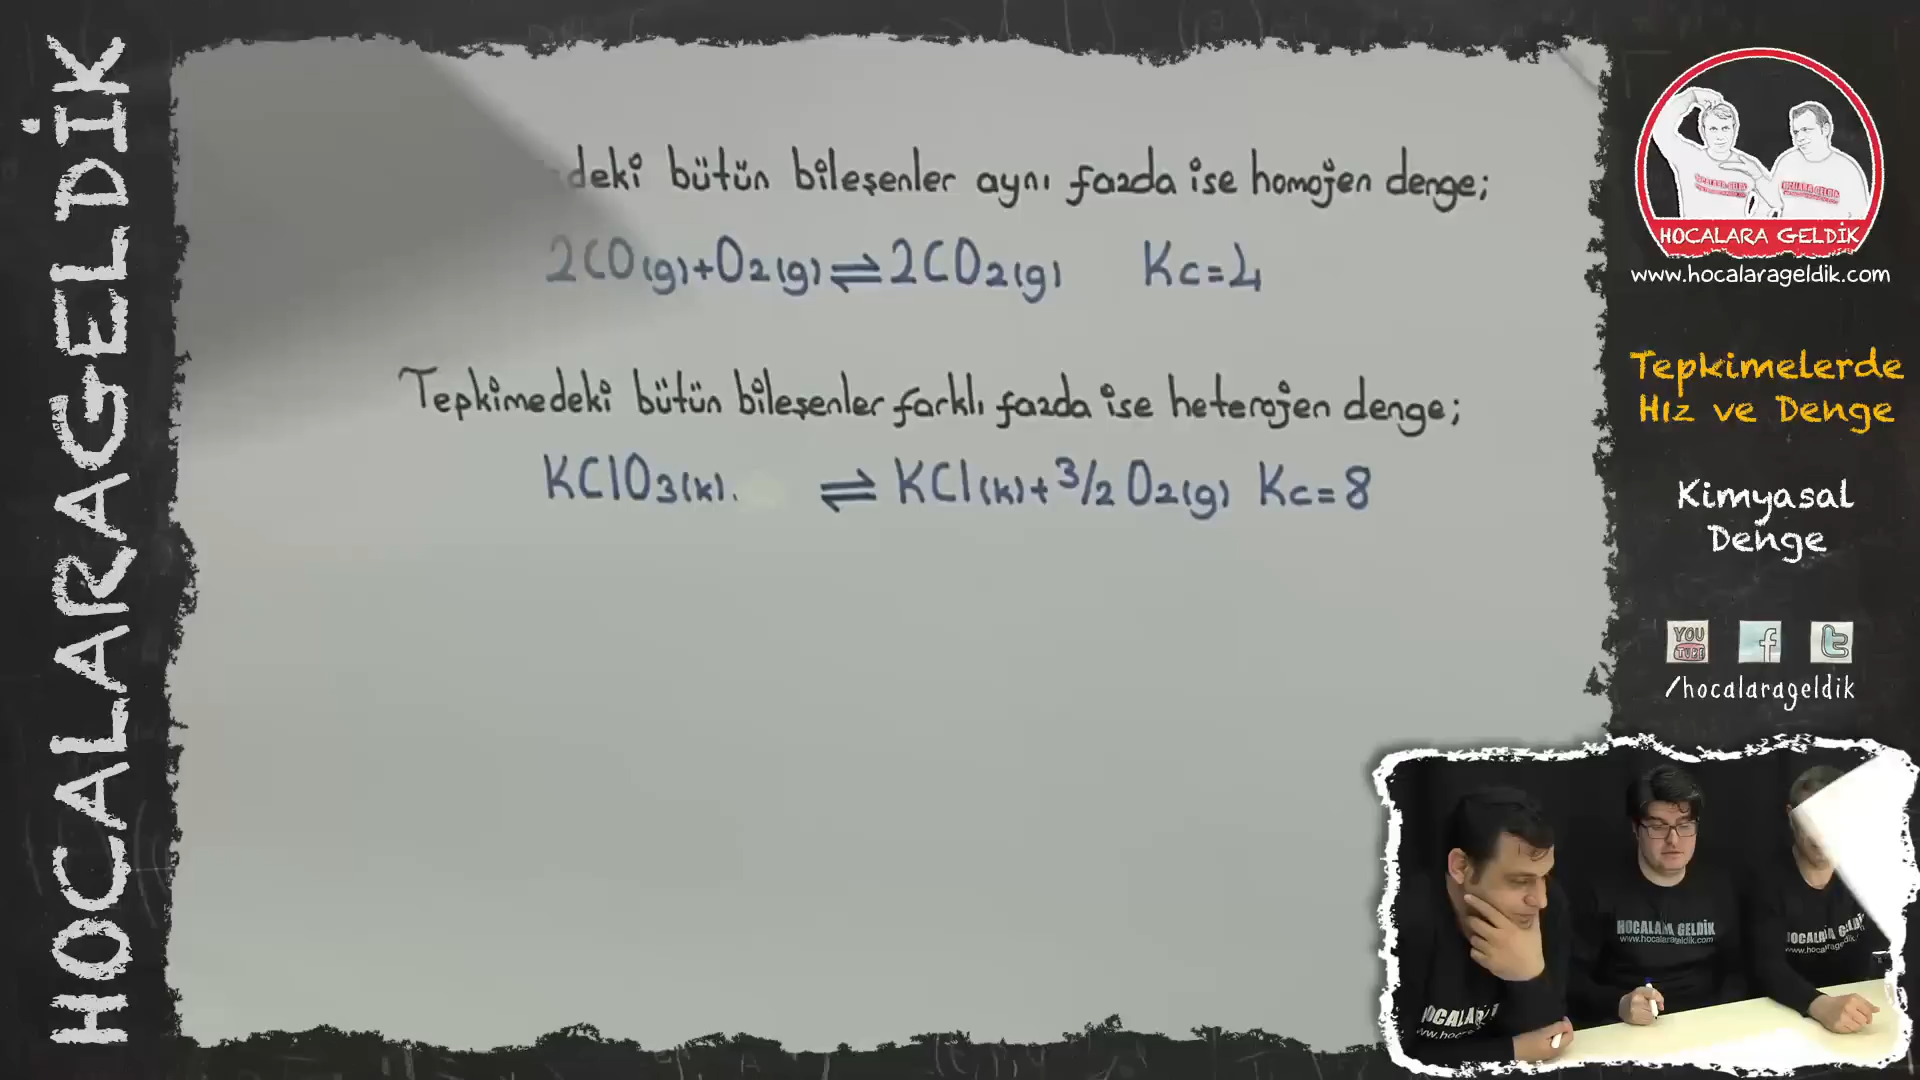 HOCALARAGELDİK
deki bütün bileşenler aynı fazda ise homojen denge;
2CO(g)+O2(g)⇌2CO2(g) Kc=4
Tepkimedeki bütün bileşenler farklı fazda ise heterojen denge;
KClO3(k). ⇌ KCl(k)+3/2 O2(g) Kc=8
HOCALARA GELDİK
www.hocalarageldik.com
Tepkimelerde
Hız ve Denge
Kimyasal
Denge
YOU
TUBE
f
t
/hocalarageldik
HOCALARA GELDİK
www.hocalarageldik.com